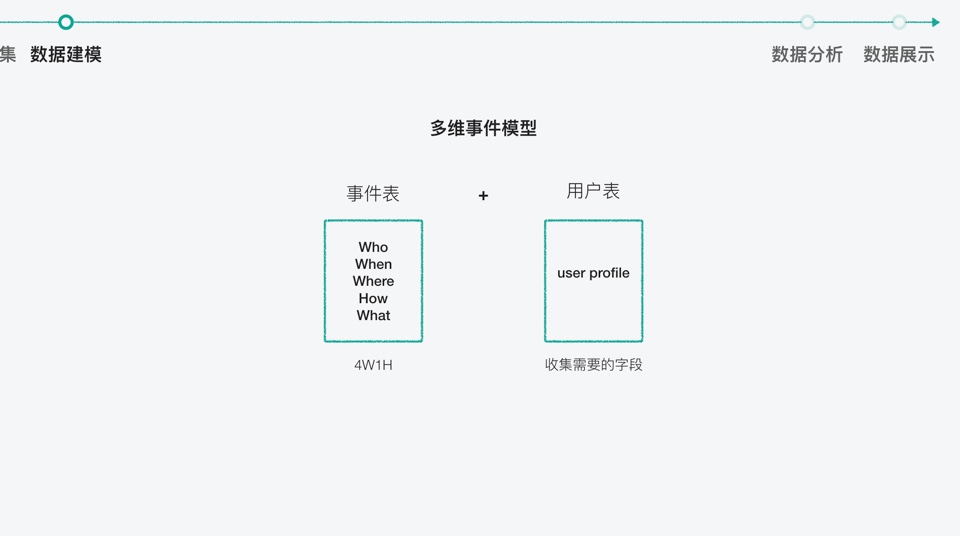 集 数据建模 数据分析 数据展示
多维事件模型
事件表 + 用户表
Who
When
Where
How
What
user profile
4W1H
收集需要的字段